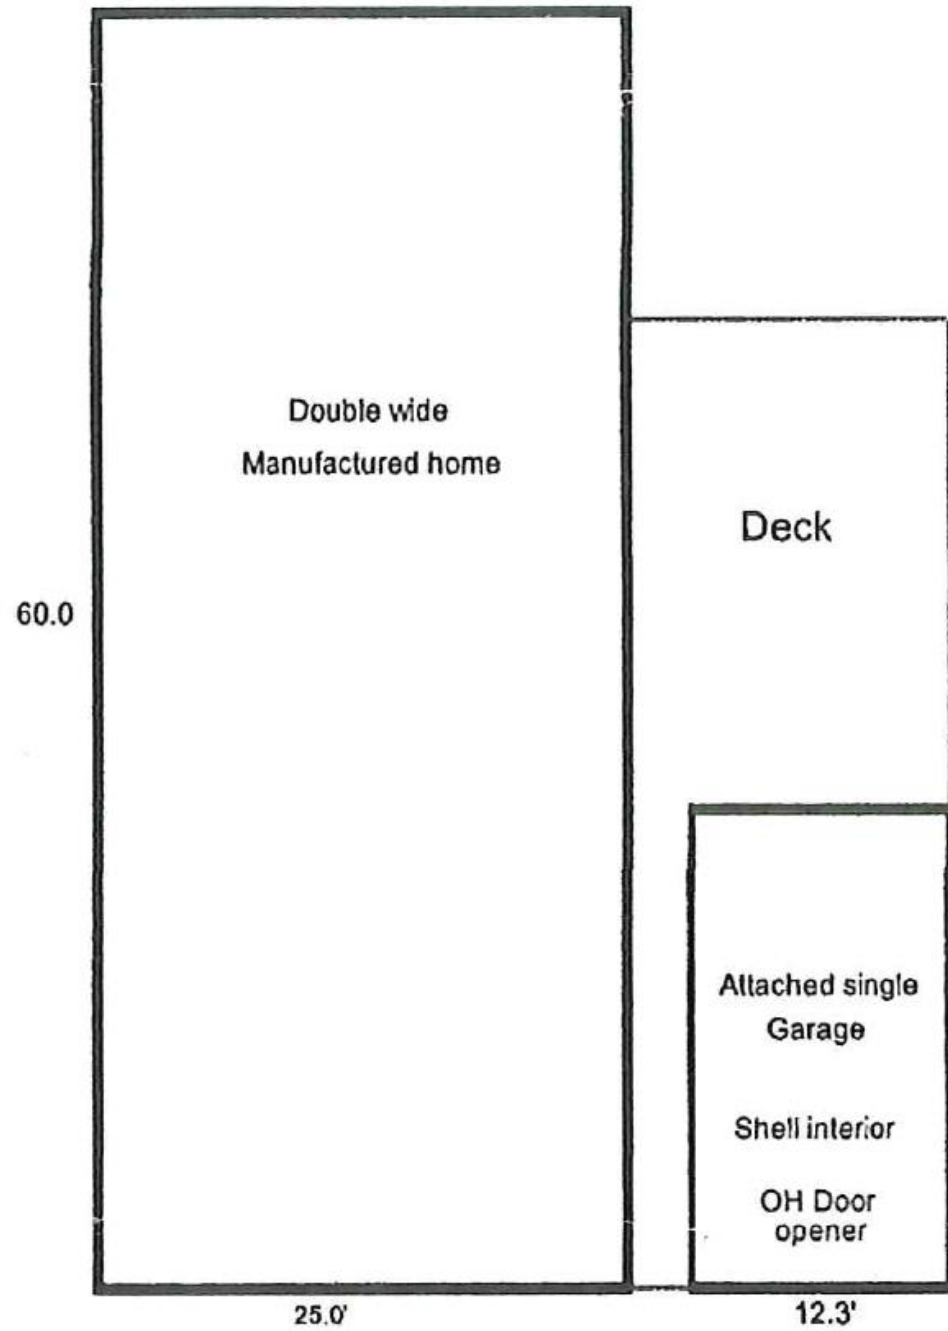 Double wide
Manufactured home
Deck
60.0
Attached single
Garage
Shell interior
OH Door
opener
25.0'
12.3'